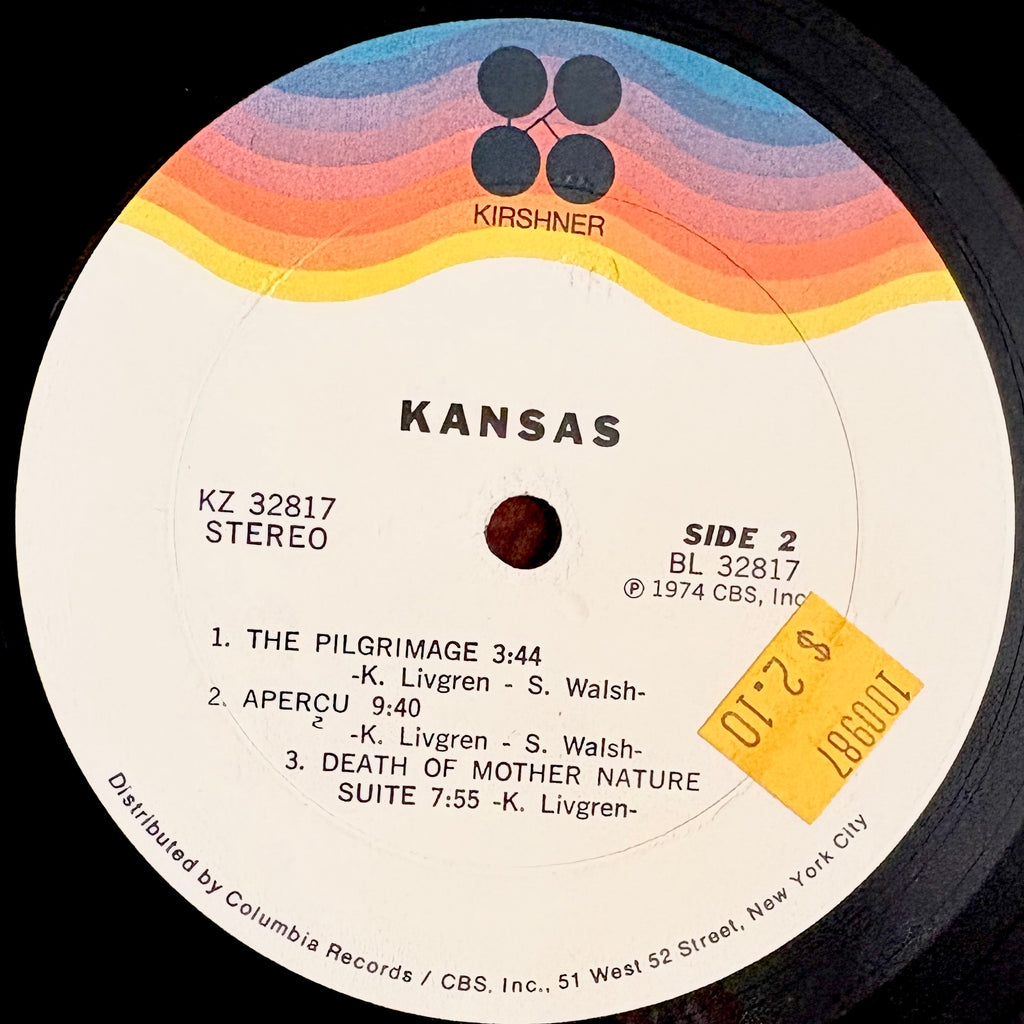 KIRSHNER
KANSAS
KZ 32817
STEREO
SIDE 2
BL 32817
℗ 1974 CBS, Inc
1. THE PILGRIMAGE 3:44
-K. Livgren - S. Walsh-
2. APERÇU 9:40
-K. Livgren - S. Walsh-
3. DEATH OF MOTHER NATURE
SUITE 7:55 -K. Livgren-
$ 2.10
100987
Distributed by Columbia Records / CBS, Inc., 51 West 52 Street, New York City